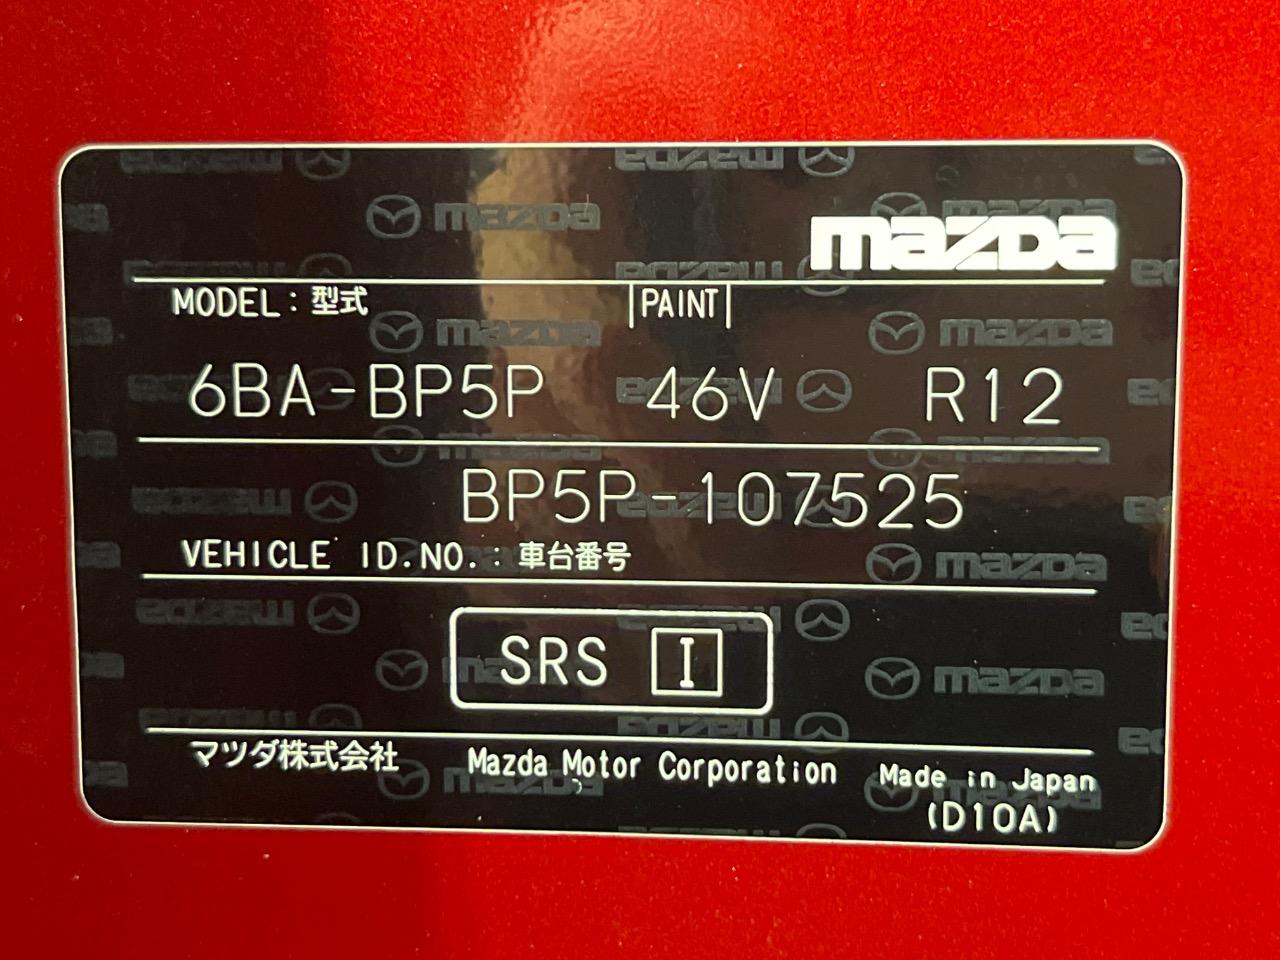 mazda
MODEL : 型式 PAINT
6BA-BP5P 46V R12
BP5P-107525
VEHICLE ID.NO. : 車台番号
SRS I
マツダ株式会社 Mazda Motor Corporation Made in Japan
(D10A)